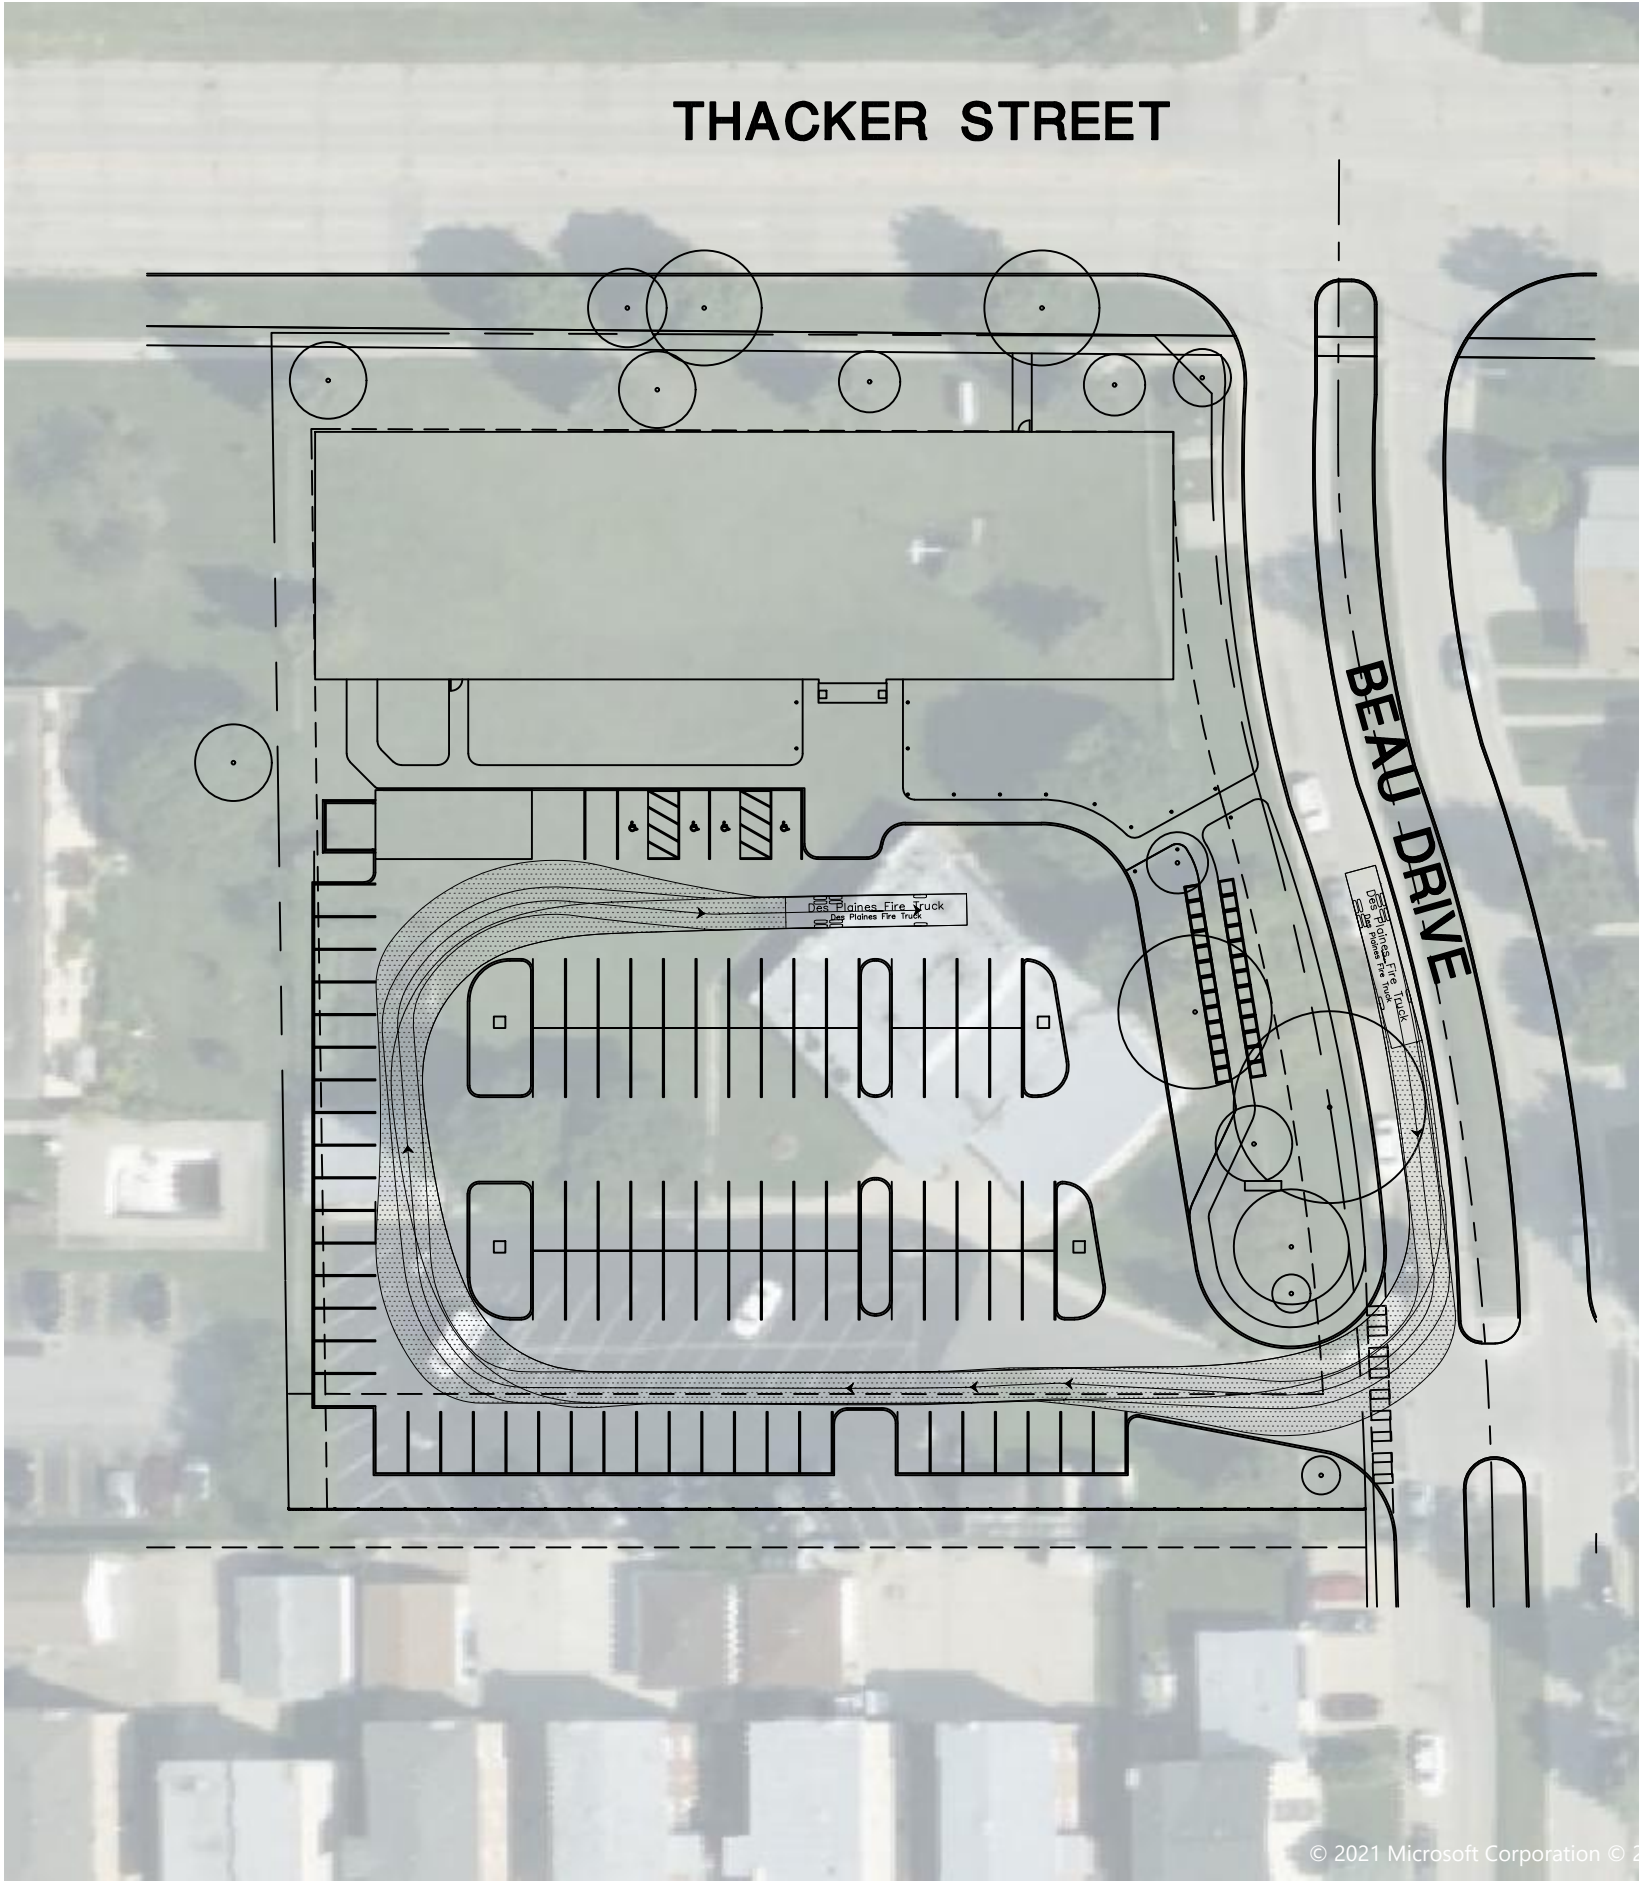 THACKER STREET
BEAU DRIVE
Des Plaines Fire Truck
Des Plaines Fire Truck
Des Plaines Fire Truck
Des Plaines Fire Truck
© 2021 Microsoft Corporation © 2